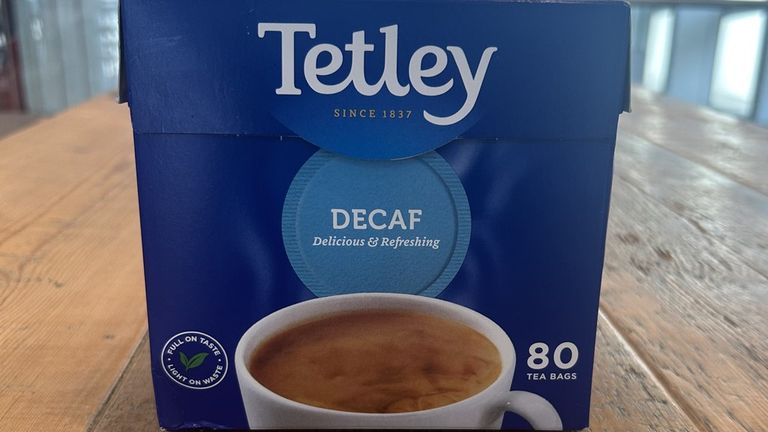 Tetley
SINCE 1837
DECAF
Delicious & Refreshing
FULL ON TASTE
LIGHT ON WASTE
80
TEA BAGS